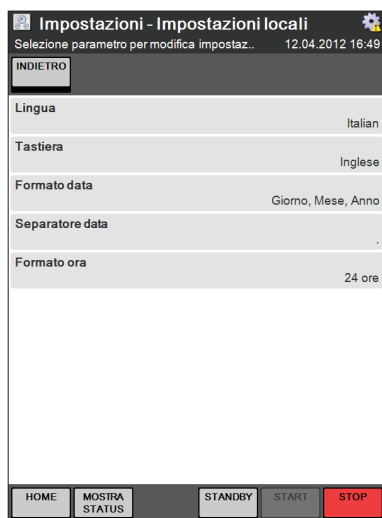 Impostazioni - Impostazioni locali
Selezione parametro per modifica impostaz.. 12.04.2012 16:49
INDIETRO
Lingua
Italian
Tastiera
Inglese
Formato data
Giorno, Mese, Anno
Separatore data
.
Formato ora
24 ore
HOME MOSTRA STANDBY START STOP
STATUS